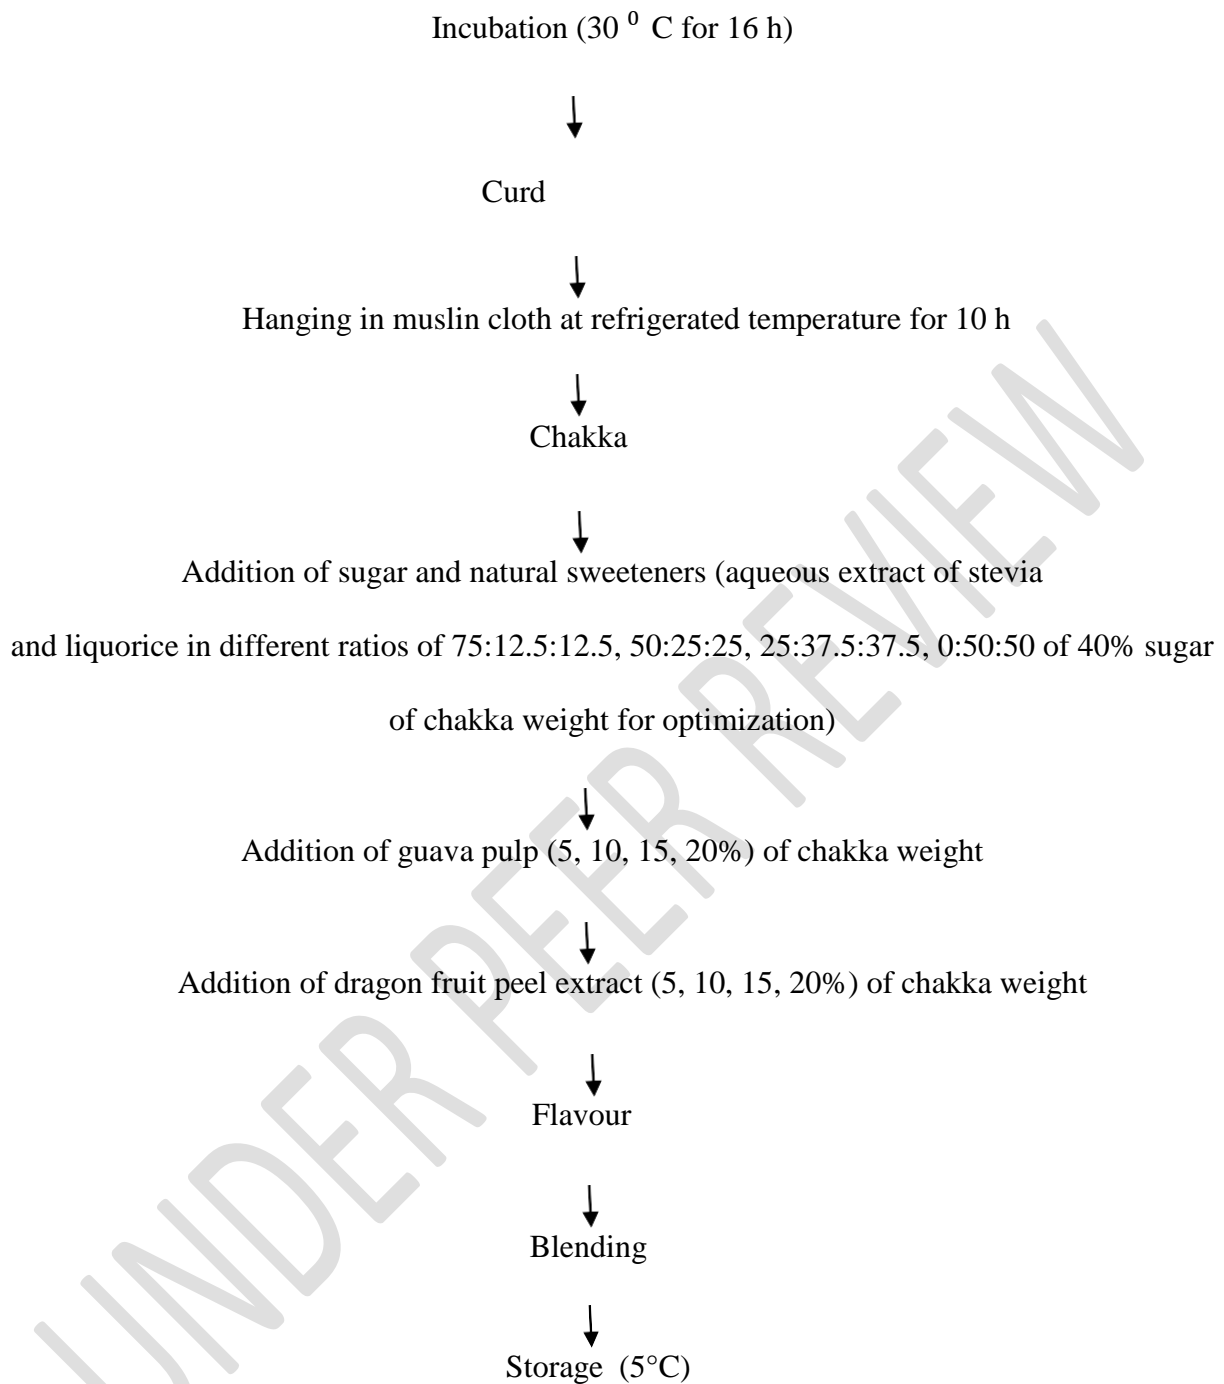 Incubation (30 ⁰ C for 16 h)
Curd
Hanging in muslin cloth at refrigerated temperature for 10 h
Chakka
Addition of sugar and natural sweeteners (aqueous extract of stevia
and liquorice in different ratios of 75:12.5:12.5, 50:25:25, 25:37.5:37.5, 0:50:50 of 40% sugar
of chakka weight for optimization)
Addition of guava pulp (5, 10, 15, 20%) of chakka weight
Addition of dragon fruit peel extract (5, 10, 15, 20%) of chakka weight
Flavour
Blending
Storage (5°C)
UNDER PEER REVIEW